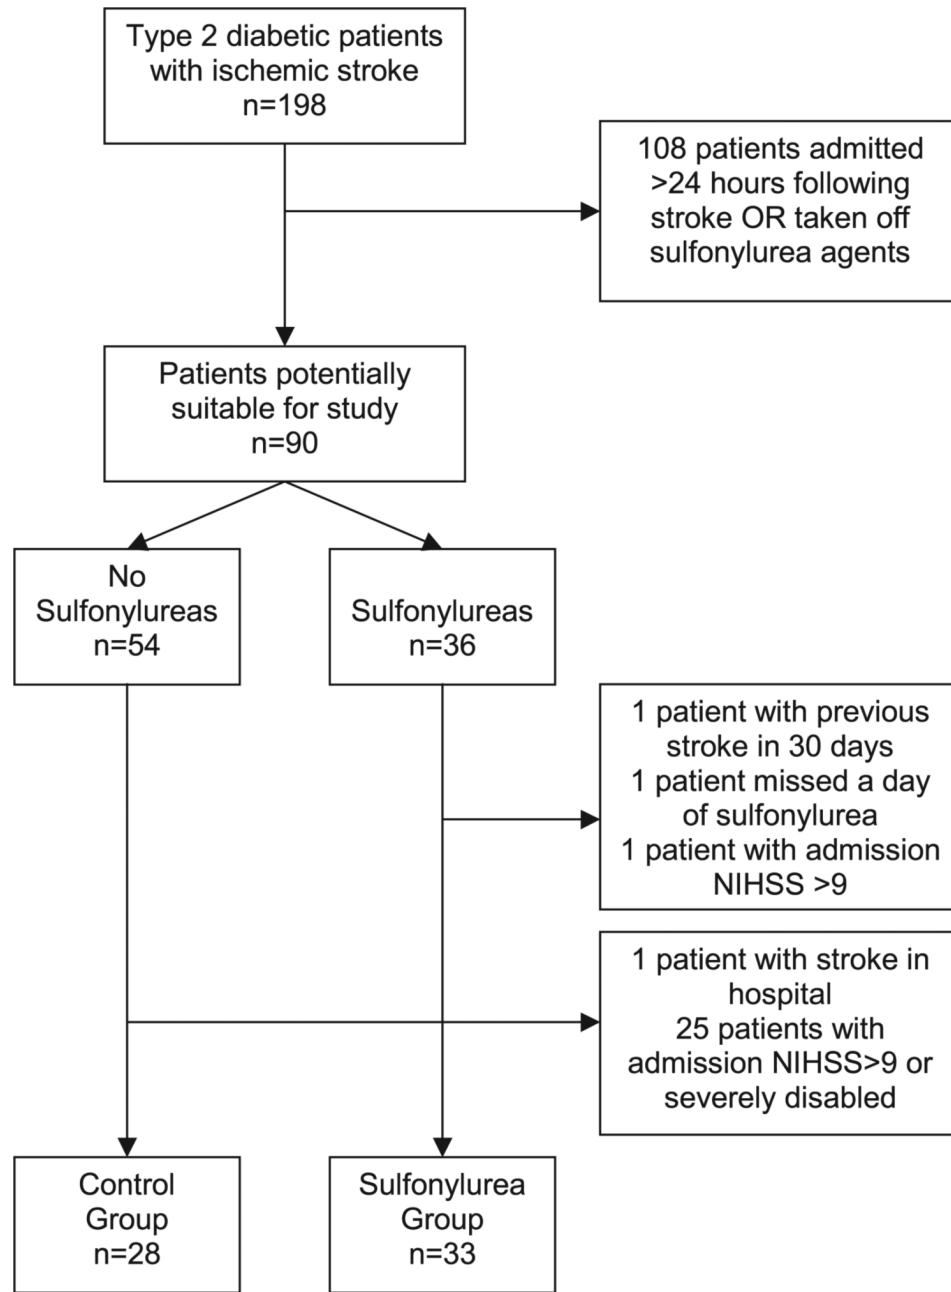 Type 2 diabetic patients
with ischemic stroke
n=198
108 patients admitted
>24 hours following
stroke OR taken off
sulfonylurea agents
Patients potentially
suitable for study
n=90
No
Sulfonylureas
n=54
Sulfonylureas
n=36
1 patient with previous
stroke in 30 days
1 patient missed a day
of sulfonylurea
1 patient with admission
NIHSS >9
1 patient with stroke in
hospital
25 patients with
admission NIHSS>9 or
severely disabled
Control
Group
n=28
Sulfonylurea
Group
n=33